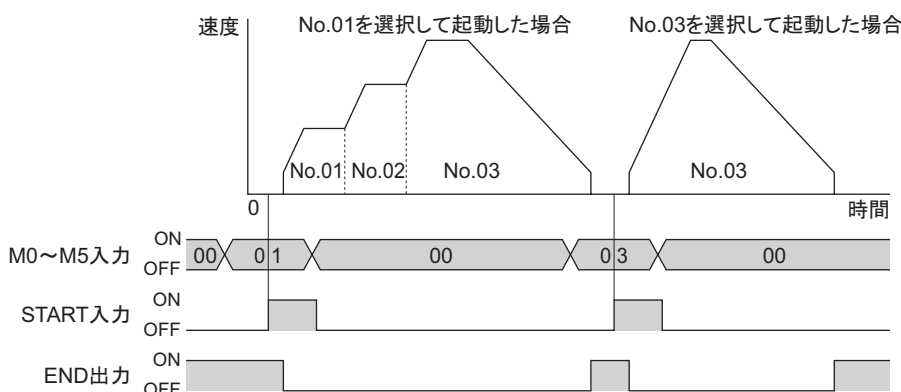 速度
No.01を選択して起動した場合
No.03を選択して起動した場合
No.01
No.02
No.03
No.03
0
時間
M0～M5入力
ON
OFF
00
01
00
03
00
START入力
ON
OFF
END出力
ON
OFF